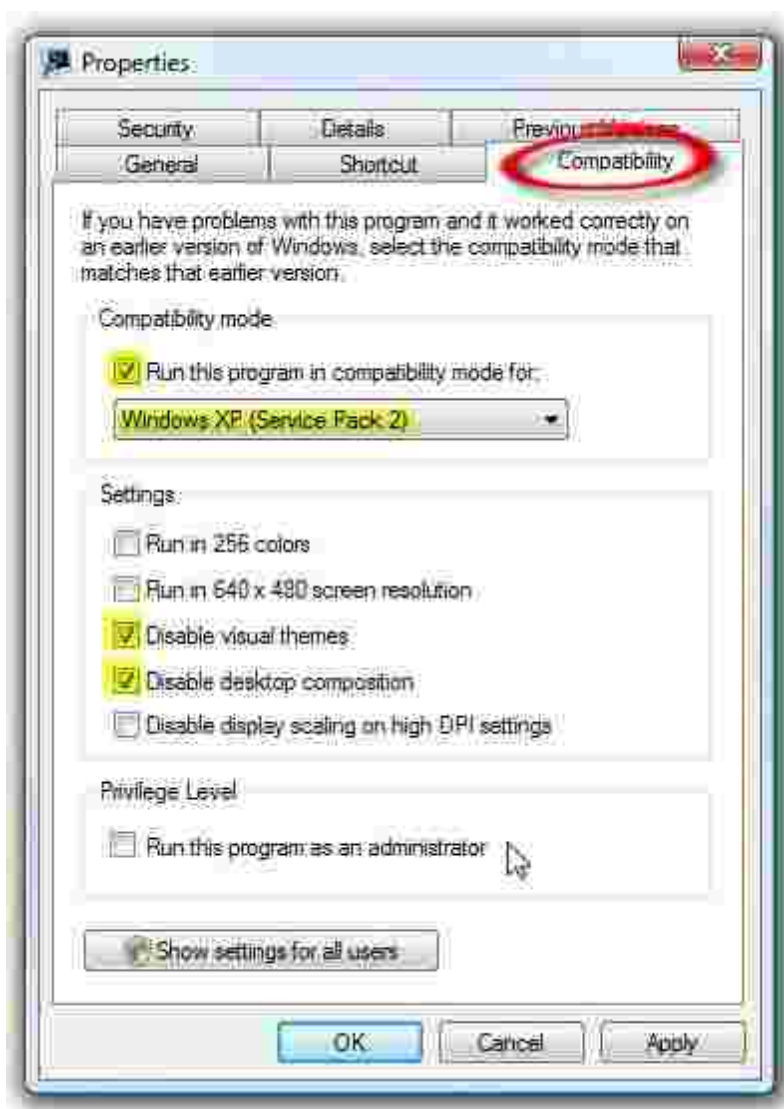 Properties
Security Details Previous Versions
General Shortcut Compatibility
If you have problems with this program and it worked correctly on
an earlier version of Windows, select the compatibility mode that
matches that earlier version.
Compatibility mode
Run this program in compatibility mode for:
Windows XP (Service Pack 2)
Settings
Run in 256 colors
Run in 640 x 480 screen resolution
Disable visual themes
Disable desktop composition
Disable display scaling on high DPI settings
Privilege Level
Run this program as an administrator
Show settings for all users
OK Cancel Apply